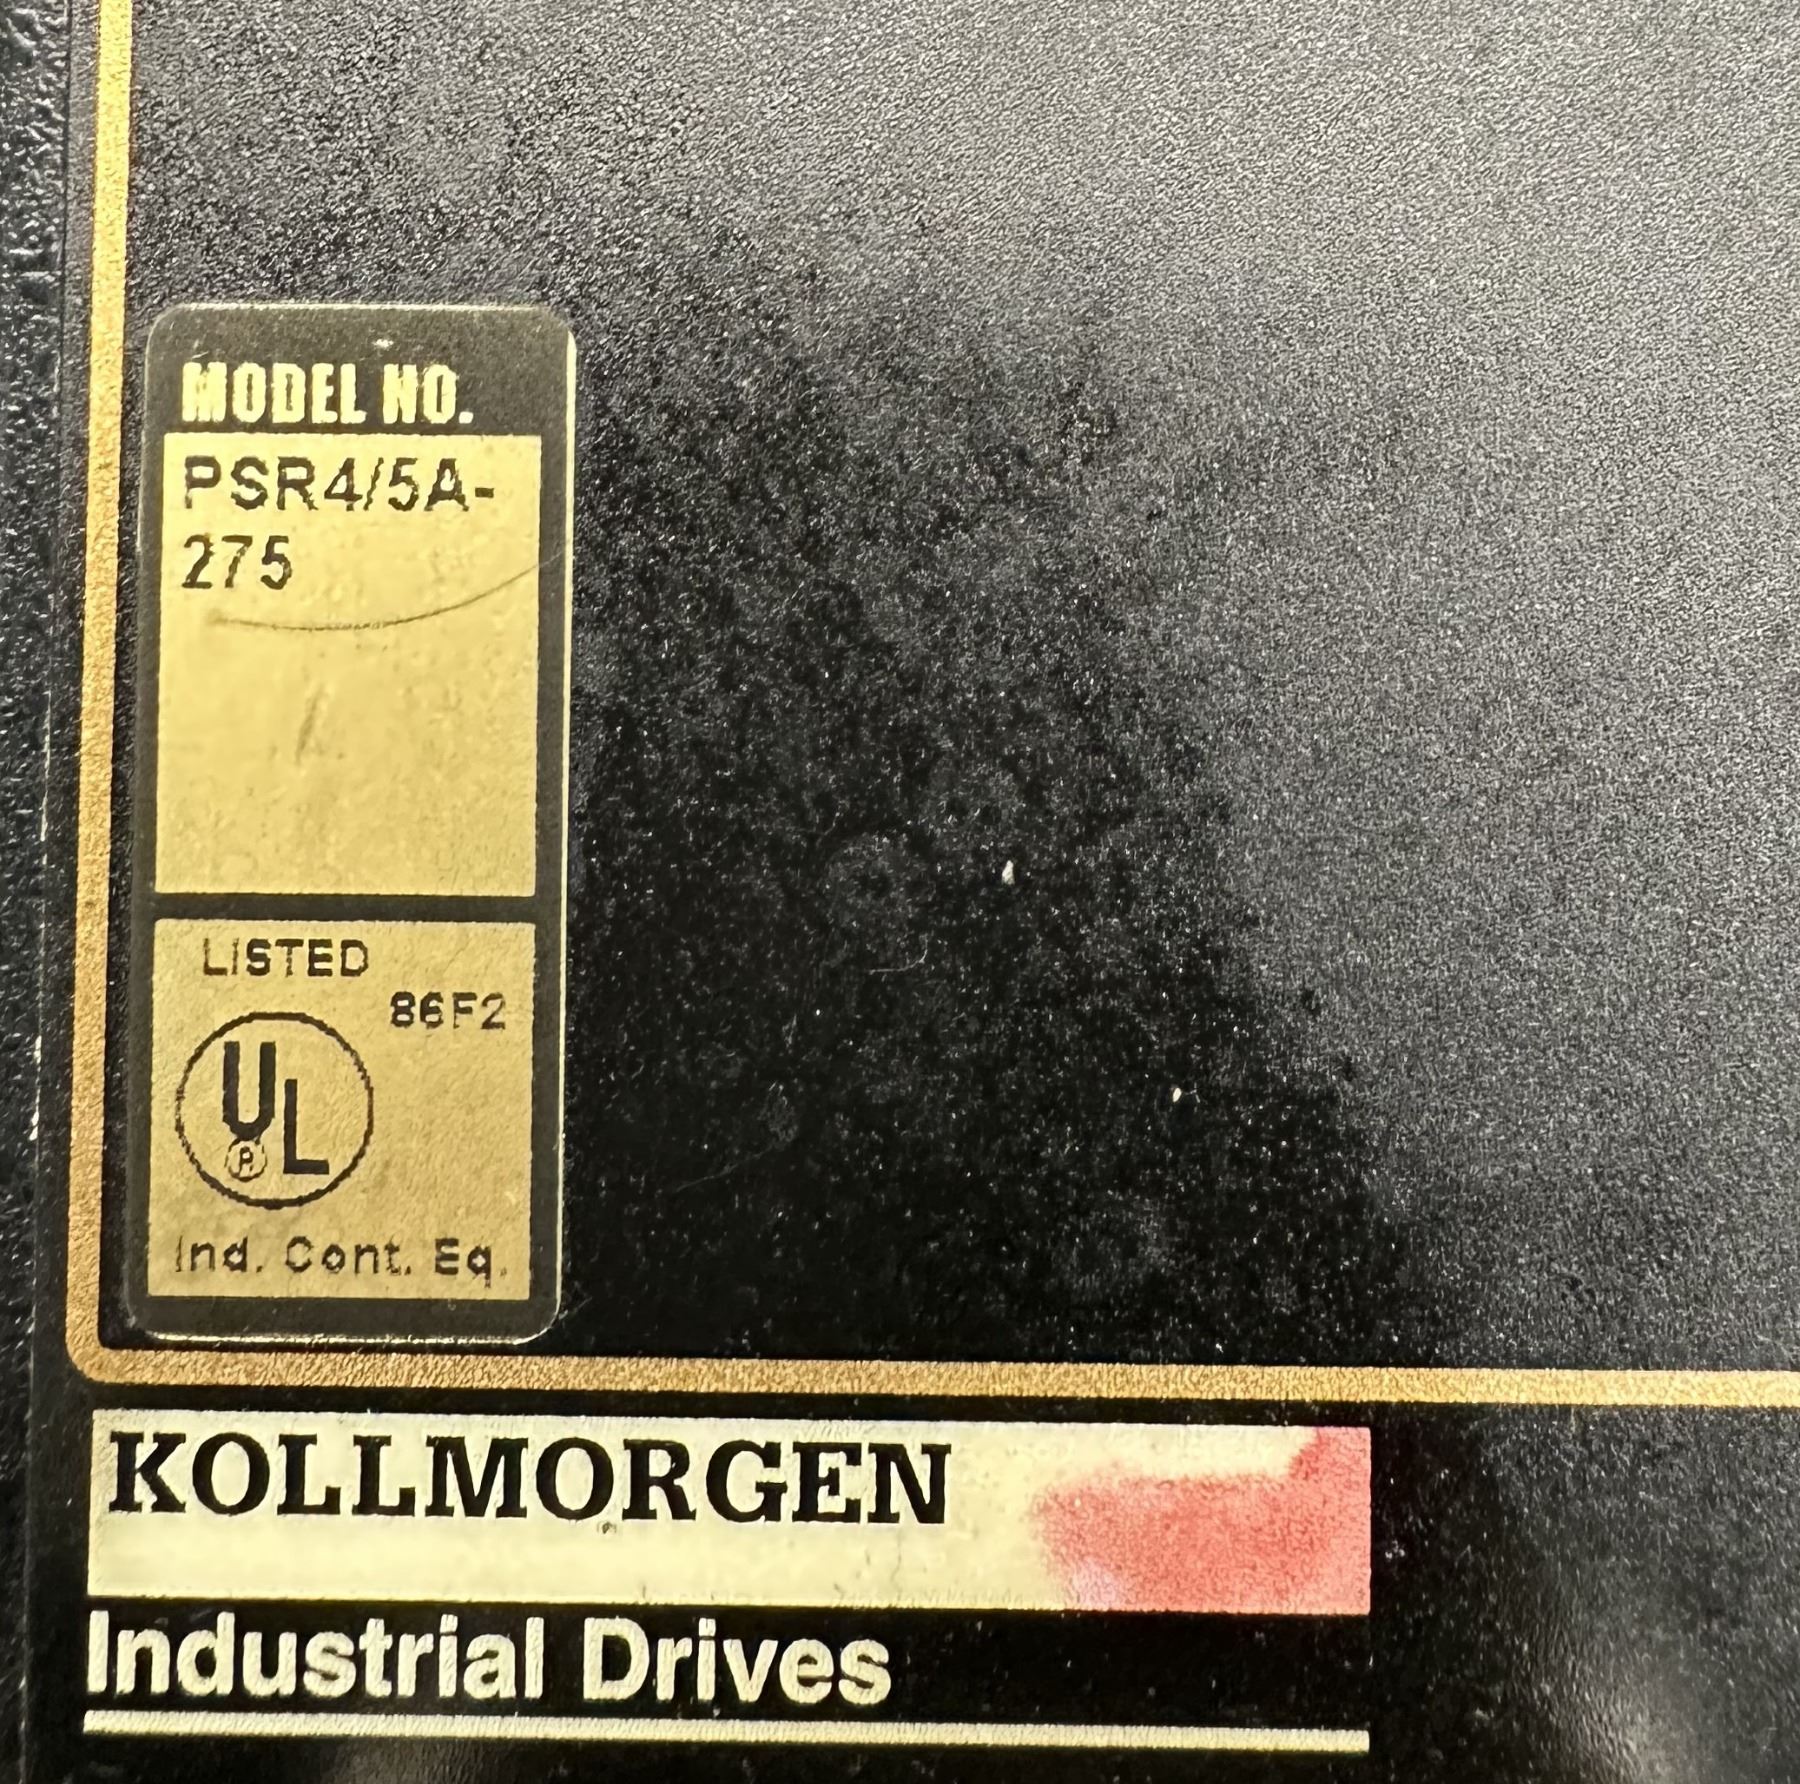 MODEL NO.
PSR4/5A-
275
LISTED
86F2
UL
®
Ind. Cont. Eq.
KOLLMORGEN
Industrial Drives